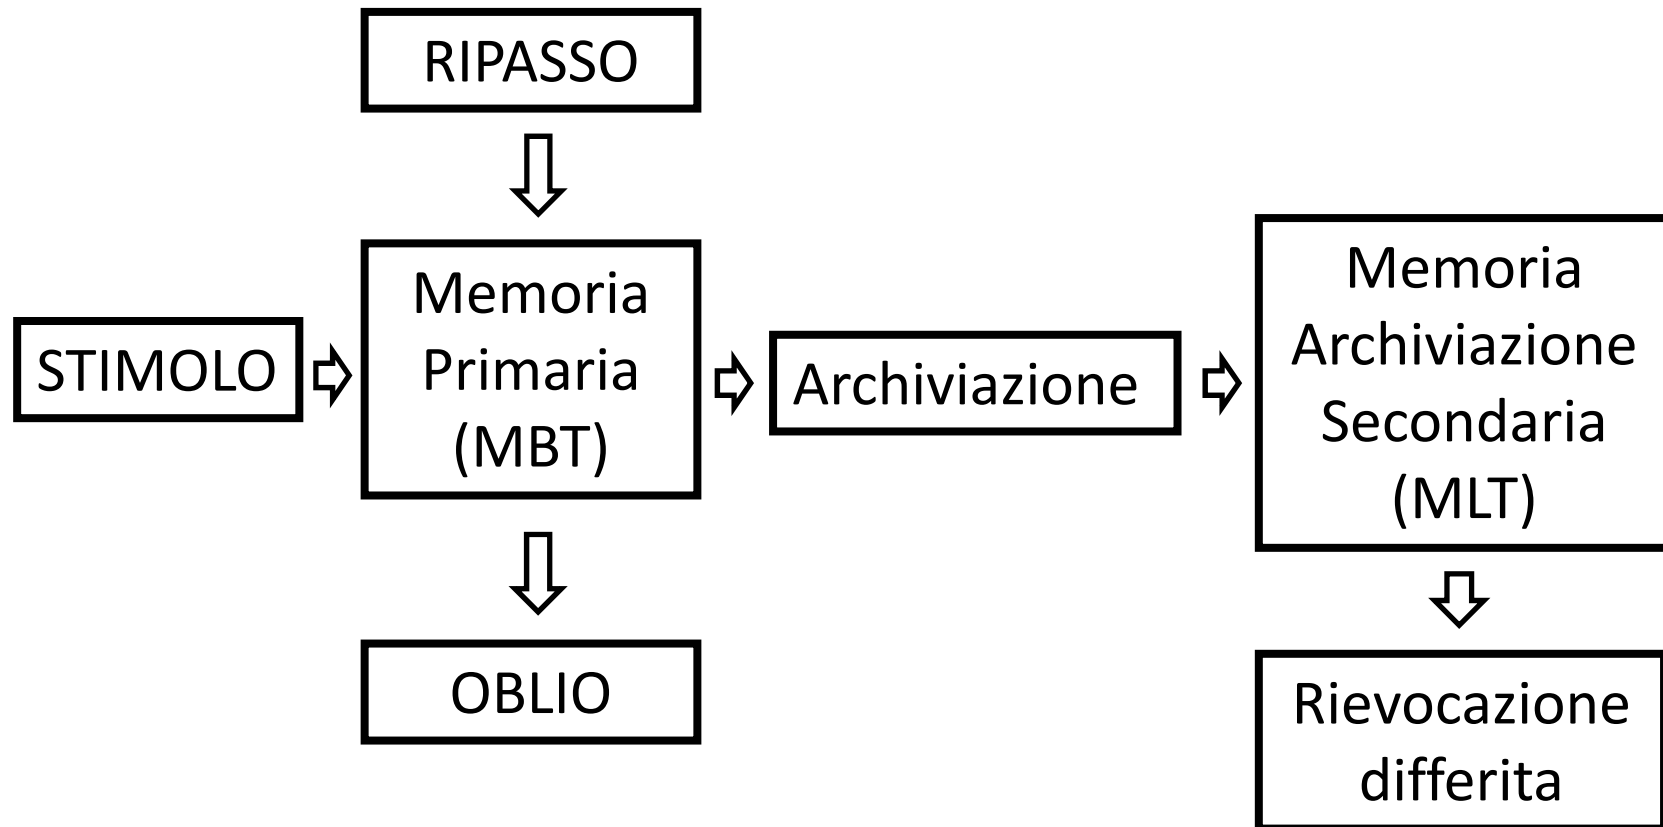 RIPASSO
STIMOLO
Memoria
Primaria
(MBT)
Archiviazione
Memoria
Archiviazione
Secondaria
(MLT)
OBLIO
Rievocazione
differita